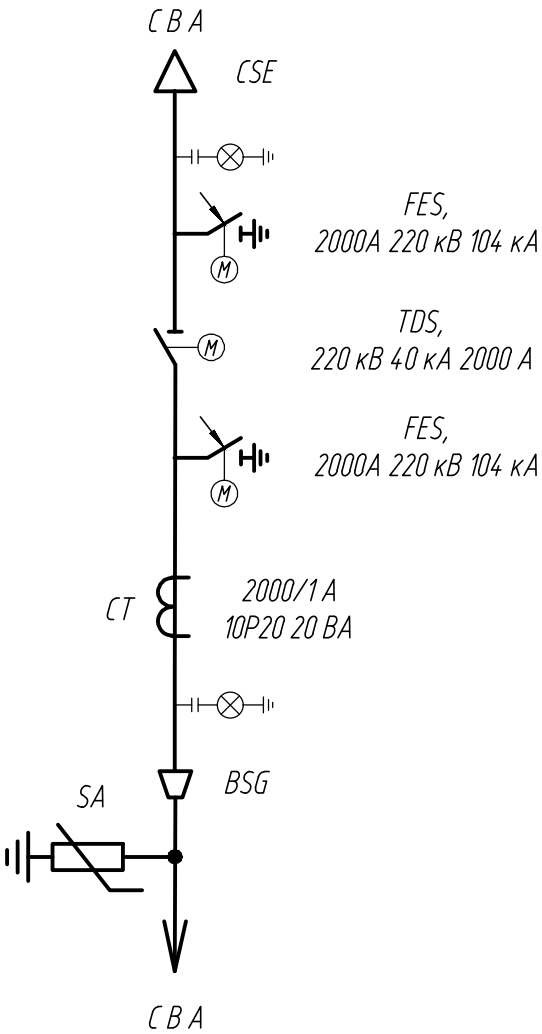 С В А
CSE
FES,
2000А 220 кВ 104 кА
M
TDS,
220 кВ 40 кА 2000 А
M
FES,
2000А 220 кВ 104 кА
M
CT
2000/1 А
10Р20 20 ВА
BSG
SA
С В А